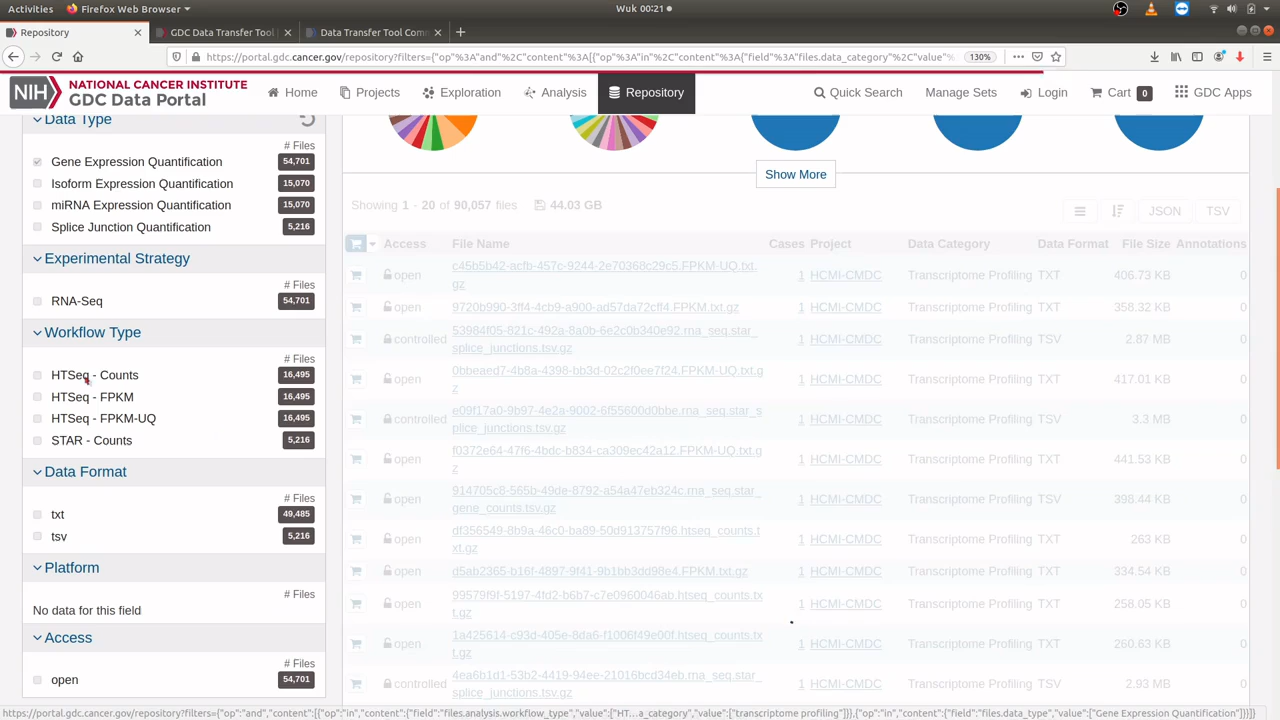 Activities Firefox Web Browser Wuk 00:21
Repository GDC Data Transfer Tool Data Transfer Tool Com
https://portal.gdc.cancer.gov/repository?filters={"op"%3A"and"%2C"content"%3A[{"op"%3A"in"%2C"content"%3A{"field"%3A"files.data_category"%2C"value"% 130%
NIH NATIONAL CANCER INSTITUTE
GDC Data Portal
Home Projects Exploration Analysis Repository Quick Search Manage Sets Login Cart 0 GDC Apps
Data Type
# Files
Gene Expression Quantification 54,701
Isoform Expression Quantification 15,070
miRNA Expression Quantification 15,070
Splice Junction Quantification 5,216
Experimental Strategy
# Files
RNA-Seq 54,701
Workflow Type
# Files
HTSeq - Counts 16,495
HTSeq - FPKM 16,495
HTSeq - FPKM-UQ 16,495
STAR - Counts 5,216
Data Format
# Files
txt 49,485
tsv 5,216
Platform
# Files
No data for this field
Access
# Files
open 54,701
Show More
Showing 1 - 20 of 90,057 files 44.03 GB
JSON TSV
Access File Name Cases Project Data Category Data Format File Size Annotations
open c45b5b42-acfb-457c-9244-2e70368c29c5.FPKM-UQ.txt.gz 1 HCMI-CMDC Transcriptome Profiling TXT 406.73 KB 0
open 9720b990-3ff4-4cb9-a900-ad57da72cff4.FPKM.txt.gz 1 HCMI-CMDC Transcriptome Profiling TXT 358.32 KB 0
controlled 53984f05-821c-492a-8a0b-6e2c0b340e92.rna_seq.star_splice_junctions.tsv.gz 1 HCMI-CMDC Transcriptome Profiling TSV 2.87 MB 0
open 0bbeaed7-4b8a-4398-bb3d-02c2f0ee7f24.FPKM-UQ.txt.gz 1 HCMI-CMDC Transcriptome Profiling TXT 417.01 KB 0
controlled e09f17a0-9b97-4e2a-9002-6f55600d0bbe.rna_seq.star_splice_junctions.tsv.gz 1 HCMI-CMDC Transcriptome Profiling TSV 3.3 MB 0
open f0372e64-47f6-4bdc-b834-ca309ec42a12.FPKM-UQ.txt.gz 1 HCMI-CMDC Transcriptome Profiling TXT 441.53 KB 0
open 914705c8-565b-49de-8792-a54a47eb324c.rna_seq.star_gene_counts.tsv.gz 1 HCMI-CMDC Transcriptome Profiling TSV 398.44 KB 0
open df356549-8b9a-46c0-ba89-50d913757f96.htseq_counts.txt.gz 1 HCMI-CMDC Transcriptome Profiling TXT 263 KB 0
open d5ab2365-b16f-4897-9f41-9b1bb3dd98e4.FPKM.txt.gz 1 HCMI-CMDC Transcriptome Profiling TXT 334.54 KB 0
open 99579f9f-5197-4fd2-b6b7-c7e0960046ab.htseq_counts.txt.gz 1 HCMI-CMDC Transcriptome Profiling TXT 258.05 KB 0
open 1a425614-c93d-405e-8da6-f1006f49e00f.htseq_counts.txt.gz 1 HCMI-CMDC Transcriptome Profiling TXT 260.63 KB 0
controlled 4ea6b1d1-53b2-4419-94ee-21016bcd34eb.rna_seq.star_splice_junctions.tsv.gz 1 HCMI-CMDC Transcriptome Profiling TSV 2.93 MB 0
https://portal.gdc.cancer.gov/repository?filters={"op":"and","content":[{"op":"in","content":{"field":"files.analysis.workflow_type","value":["HT…a_category","value":["transcriptome profiling"]}},{"op":"in","content":{"field":"files.data_type","value":["Gene Expression Quantification"]}}]}